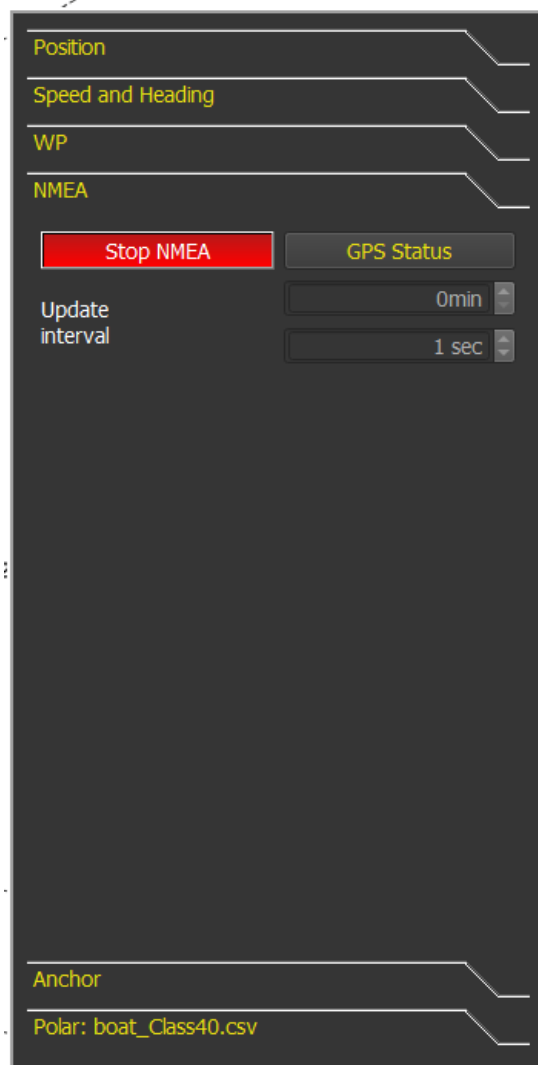 Position
Speed and Heading
WP
NMEA
Stop NMEA
GPS Status
Update
interval
0min
1 sec
Anchor
Polar: boat_Class40.csv